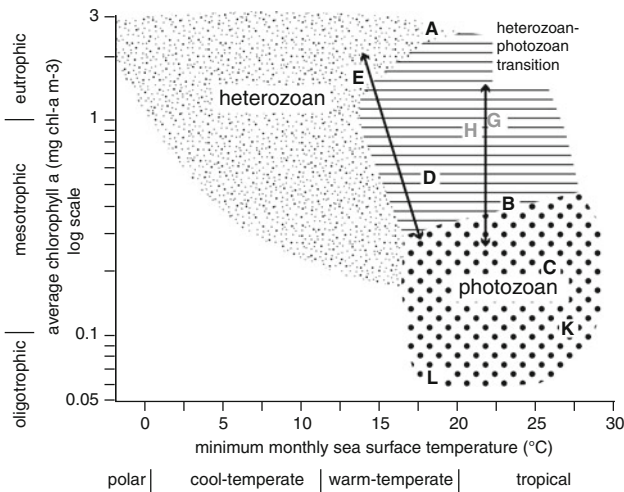 3
1
0.1
0.05
eutrophic
mesotrophic
oligotrophic
average chlorophyll a (mg chl-a m-3)
log scale
A
heterozoan-
photozoan
transition
E
heterozoan
H
G
D
B
C
photozoan
K
L
0 5 10 15 20 25 30
minimum monthly sea surface temperature (°C)
polar cool-temperate warm-temperate tropical